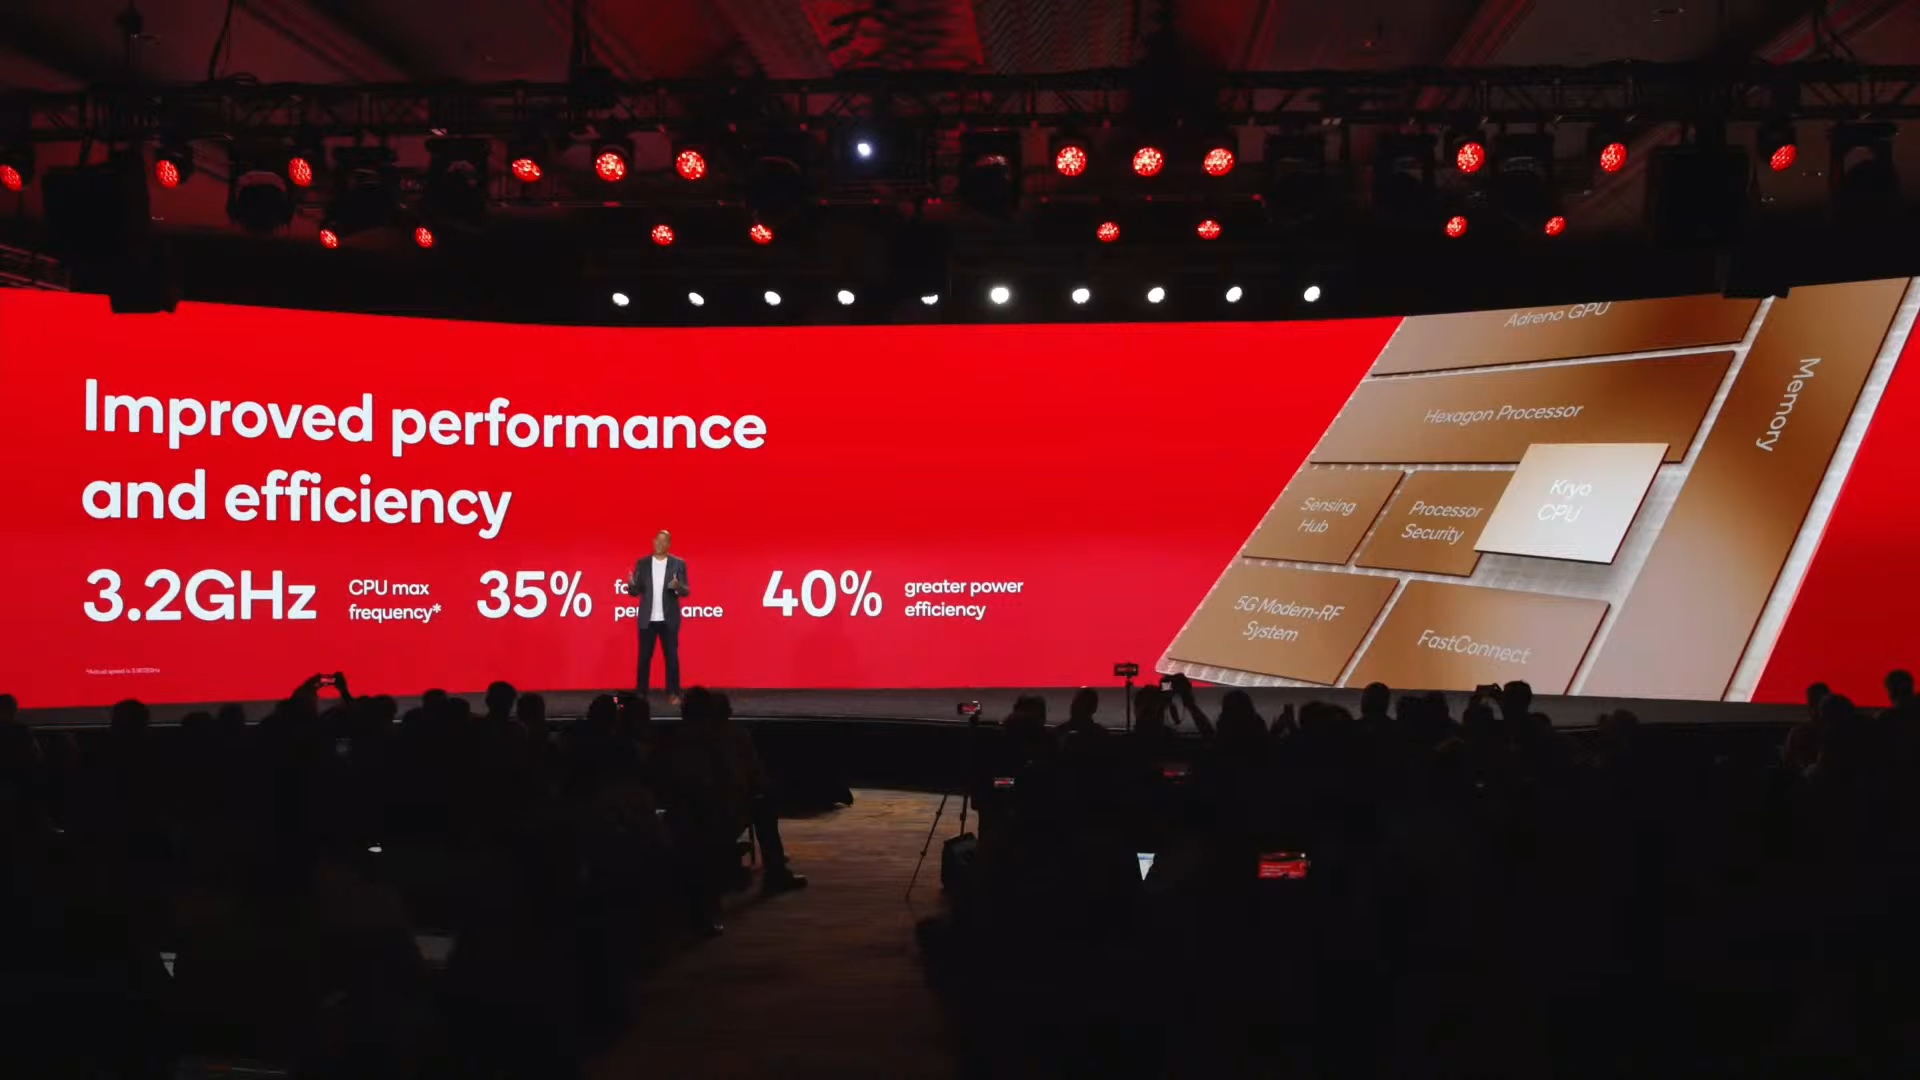 Improved performance
and efficiency
3.2GHz
CPU max
frequency*
35%
40%
greater power
efficiency
Adreno GPU
Hexagon Processor
Memory
Sensing
Hub
Processor
Security
Kryo
CPU
5G Modem-RF
System
FastConnect